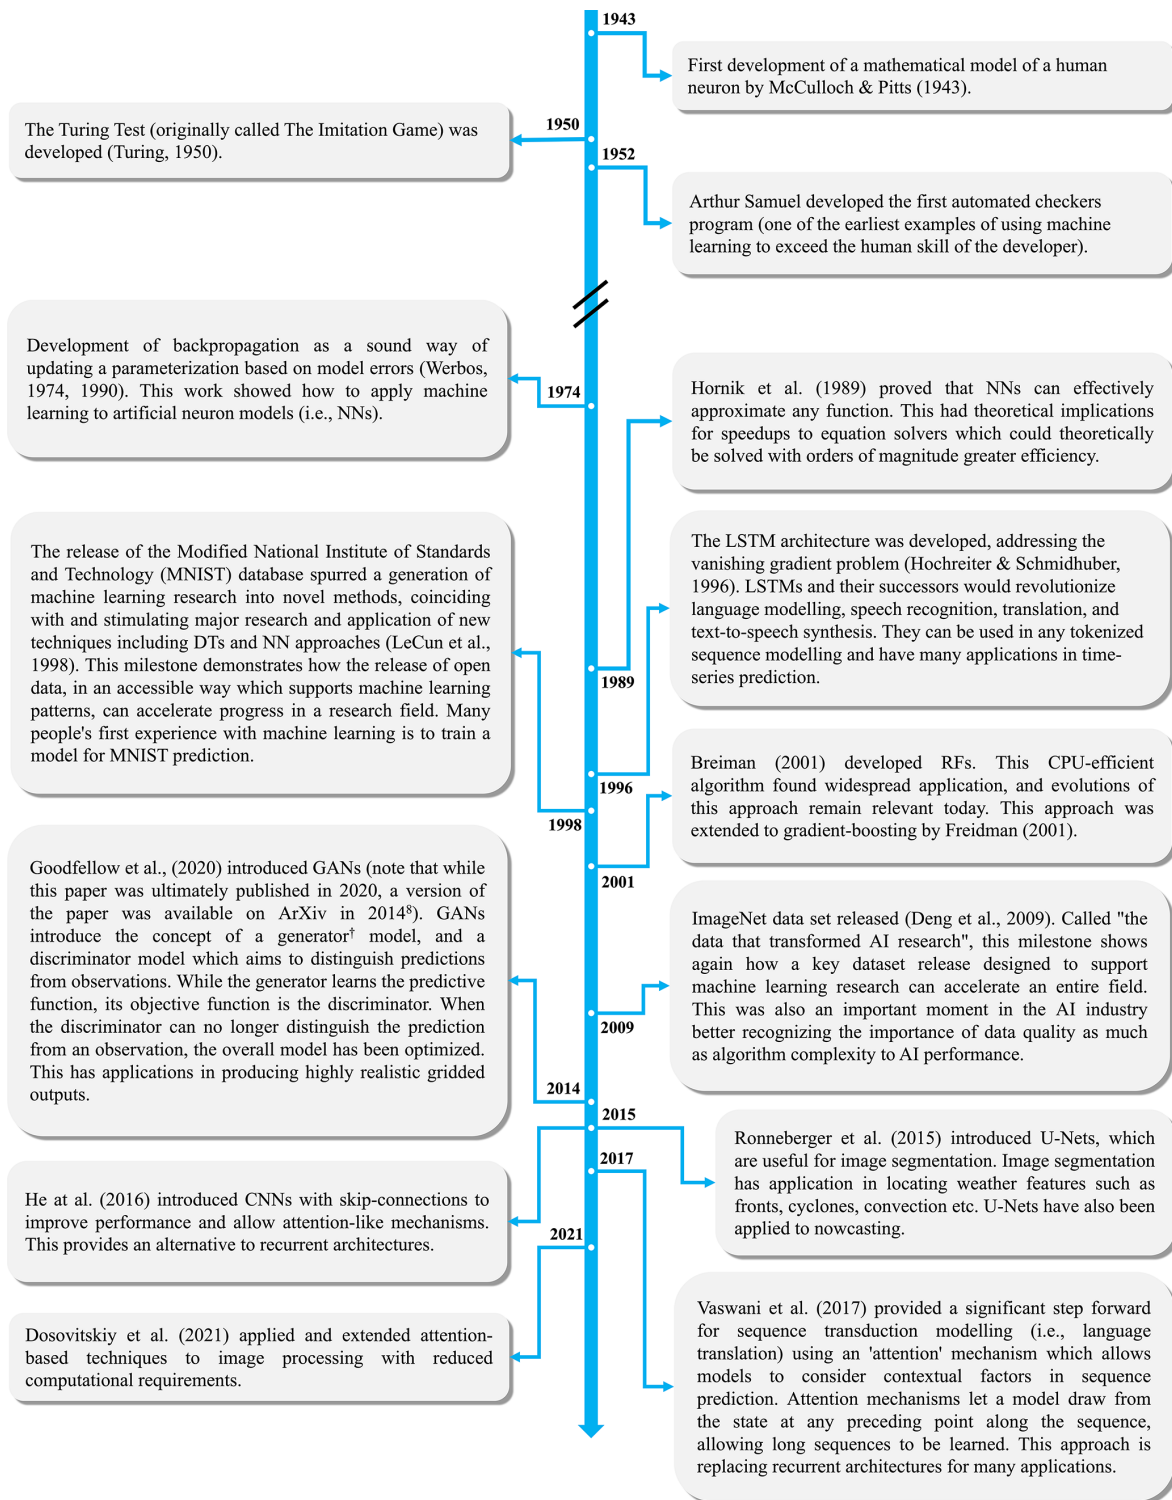 1943
First development of a mathematical model of a human
neuron by McCulloch & Pitts (1943).
1950
The Turing Test (originally called The Imitation Game) was
developed (Turing, 1950).
1952
Arthur Samuel developed the first automated checkers
program (one of the earliest examples of using machine
learning to exceed the human skill of the developer).
Development of backpropagation as a sound way of
updating a parameterization based on model errors (Werbos,
1974, 1990). This work showed how to apply machine
learning to artificial neuron models (i.e., NNs).
1974
Hornik et al. (1989) proved that NNs can effectively
approximate any function. This had theoretical implications
for speedups to equation solvers which could theoretically
be solved with orders of magnitude greater efficiency.
1989
The LSTM architecture was developed, addressing the
vanishing gradient problem (Hochreiter & Schmidhuber,
1996). LSTMs and their successors would revolutionize
language modelling, speech recognition, translation, and
text-to-speech synthesis. They can be used in any tokenized
sequence modelling and have many applications in time-
series prediction.
1996
The release of the Modified National Institute of Standards
and Technology (MNIST) database spurred a generation of
machine learning research into novel methods, coinciding
with and stimulating major research and application of new
techniques including DTs and NN approaches (LeCun et al.,
1998). This milestone demonstrates how the release of open
data, in an accessible way which supports machine learning
patterns, can accelerate progress in a research field. Many
people's first experience with machine learning is to train a
model for MNIST prediction.
1998
Breiman (2001) developed RFs. This CPU-efficient
algorithm found widespread application, and evolutions of
this approach remain relevant today. This approach was
extended to gradient-boosting by Freidman (2001).
2001
ImageNet data set released (Deng et al., 2009). Called "the
data that transformed AI research", this milestone shows
again how a key dataset release designed to support
machine learning research can accelerate an entire field.
This was also an important moment in the AI industry
better recognizing the importance of data quality as much
as algorithm complexity to AI performance.
2009
Goodfellow et al., (2020) introduced GANs (note that while
this paper was ultimately published in 2020, a version of
the paper was available on ArXiv in 2014⁸). GANs
introduce the concept of a generator† model, and a
discriminator model which aims to distinguish predictions
from observations. While the generator learns the predictive
function, its objective function is the discriminator. When
the discriminator can no longer distinguish the prediction
from an observation, the overall model has been optimized.
This has applications in producing highly realistic gridded
outputs.
2014
2015
Ronneberger et al. (2015) introduced U-Nets, which
are useful for image segmentation. Image segmentation
has application in locating weather features such as
fronts, cyclones, convection etc. U-Nets have also been
applied to nowcasting.
He at al. (2016) introduced CNNs with skip-connections to
improve performance and allow attention-like mechanisms.
This provides an alternative to recurrent architectures.
2017
Vaswani et al. (2017) provided a significant step forward
for sequence transduction modelling (i.e., language
translation) using an 'attention' mechanism which allows
models to consider contextual factors in sequence
prediction. Attention mechanisms let a model draw from
the state at any preceding point along the sequence,
allowing long sequences to be learned. This approach is
replacing recurrent architectures for many applications.
2021
Dosovitskiy et al. (2021) applied and extended attention-
based techniques to image processing with reduced
computational requirements.